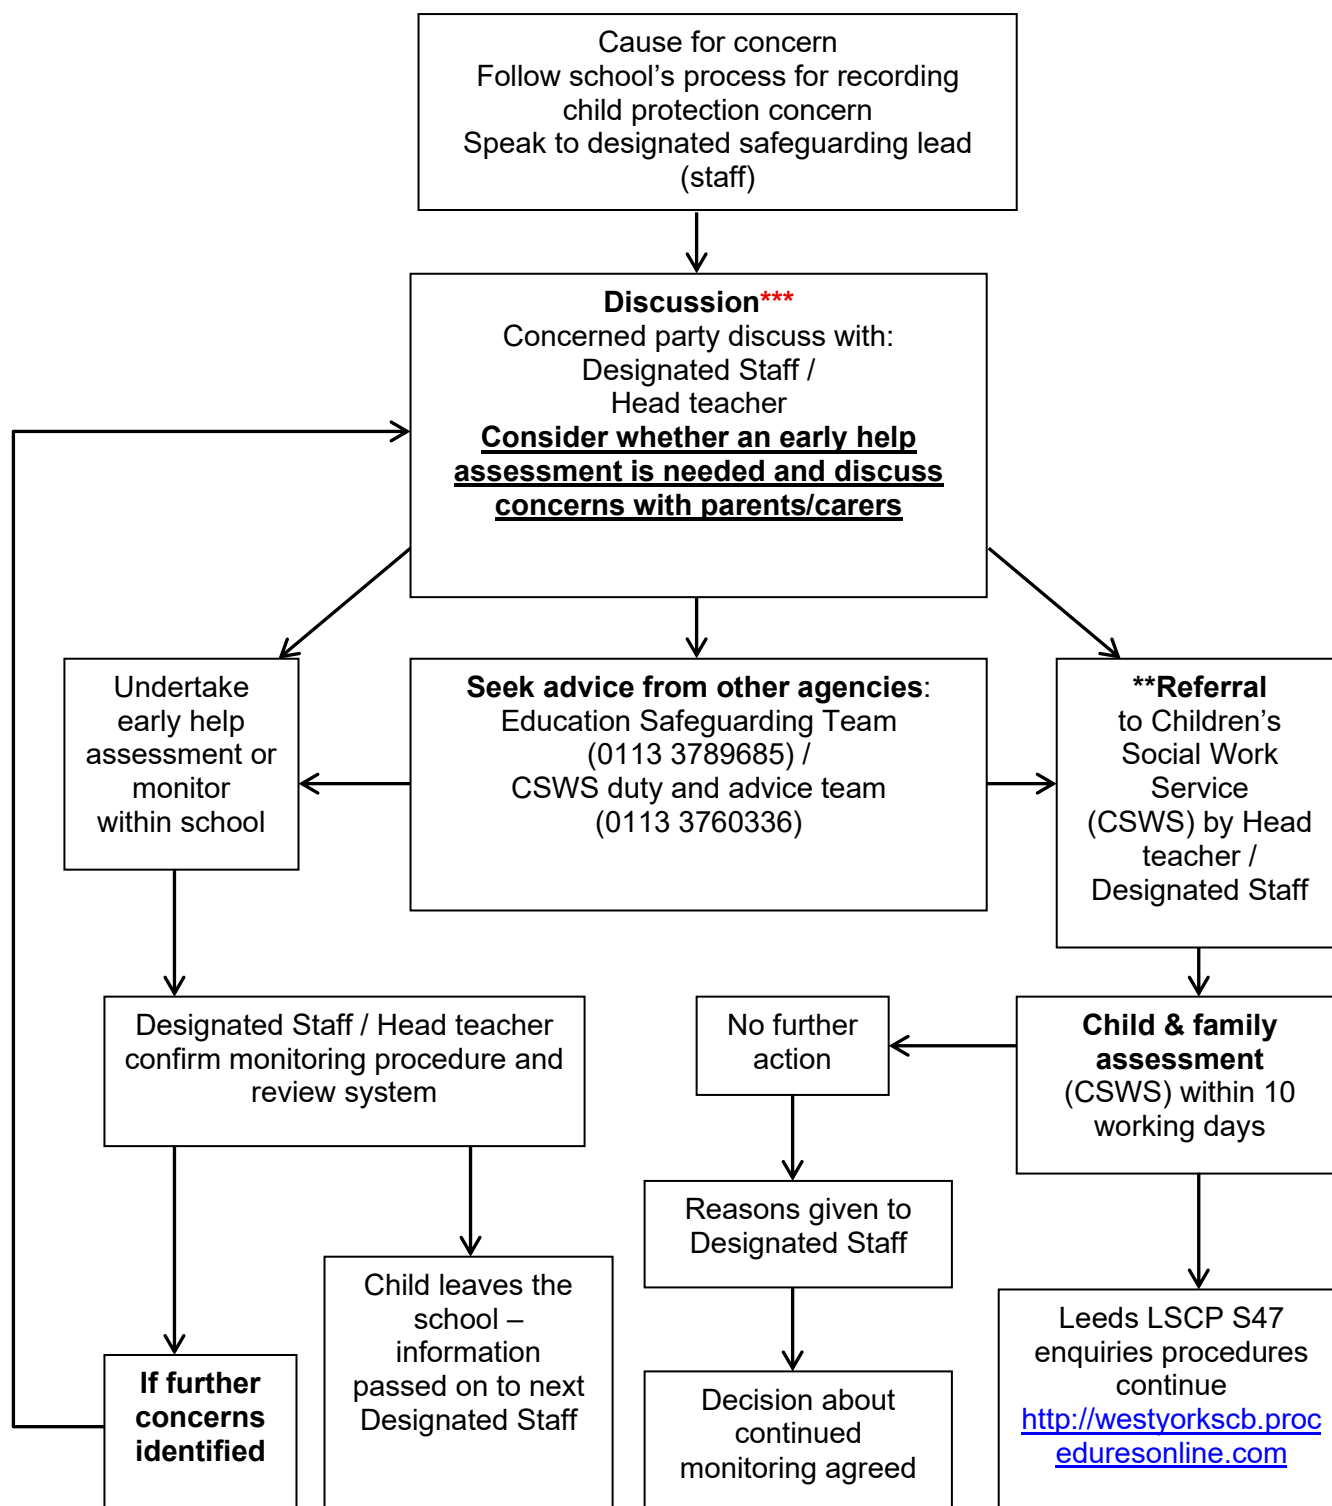 Cause for concern
Follow school’s process for recording
child protection concern
Speak to designated safeguarding lead
(staff)
Discussion***
Concerned party discuss with:
Designated Staff /
Head teacher
Consider whether an early help
assessment is needed and discuss
concerns with parents/carers
Undertake
early help
assessment or
monitor
within school
Seek advice from other agencies:
Education Safeguarding Team
(0113 3789685) /
CSWS duty and advice team
(0113 3760336)
**Referral
to Children’s
Social Work
Service
(CSWS) by Head
teacher /
Designated Staff
Designated Staff / Head teacher
confirm monitoring procedure and
review system
No further
action
Child & family
assessment
(CSWS) within 10
working days
Reasons given to
Designated Staff
If further
concerns
identified
Child leaves the
school –
information
passed on to next
Designated Staff
Decision about
continued
monitoring agreed
Leeds LSCP S47
enquiries procedures
continue
http://westyorkscb.proc
eduresonline.com